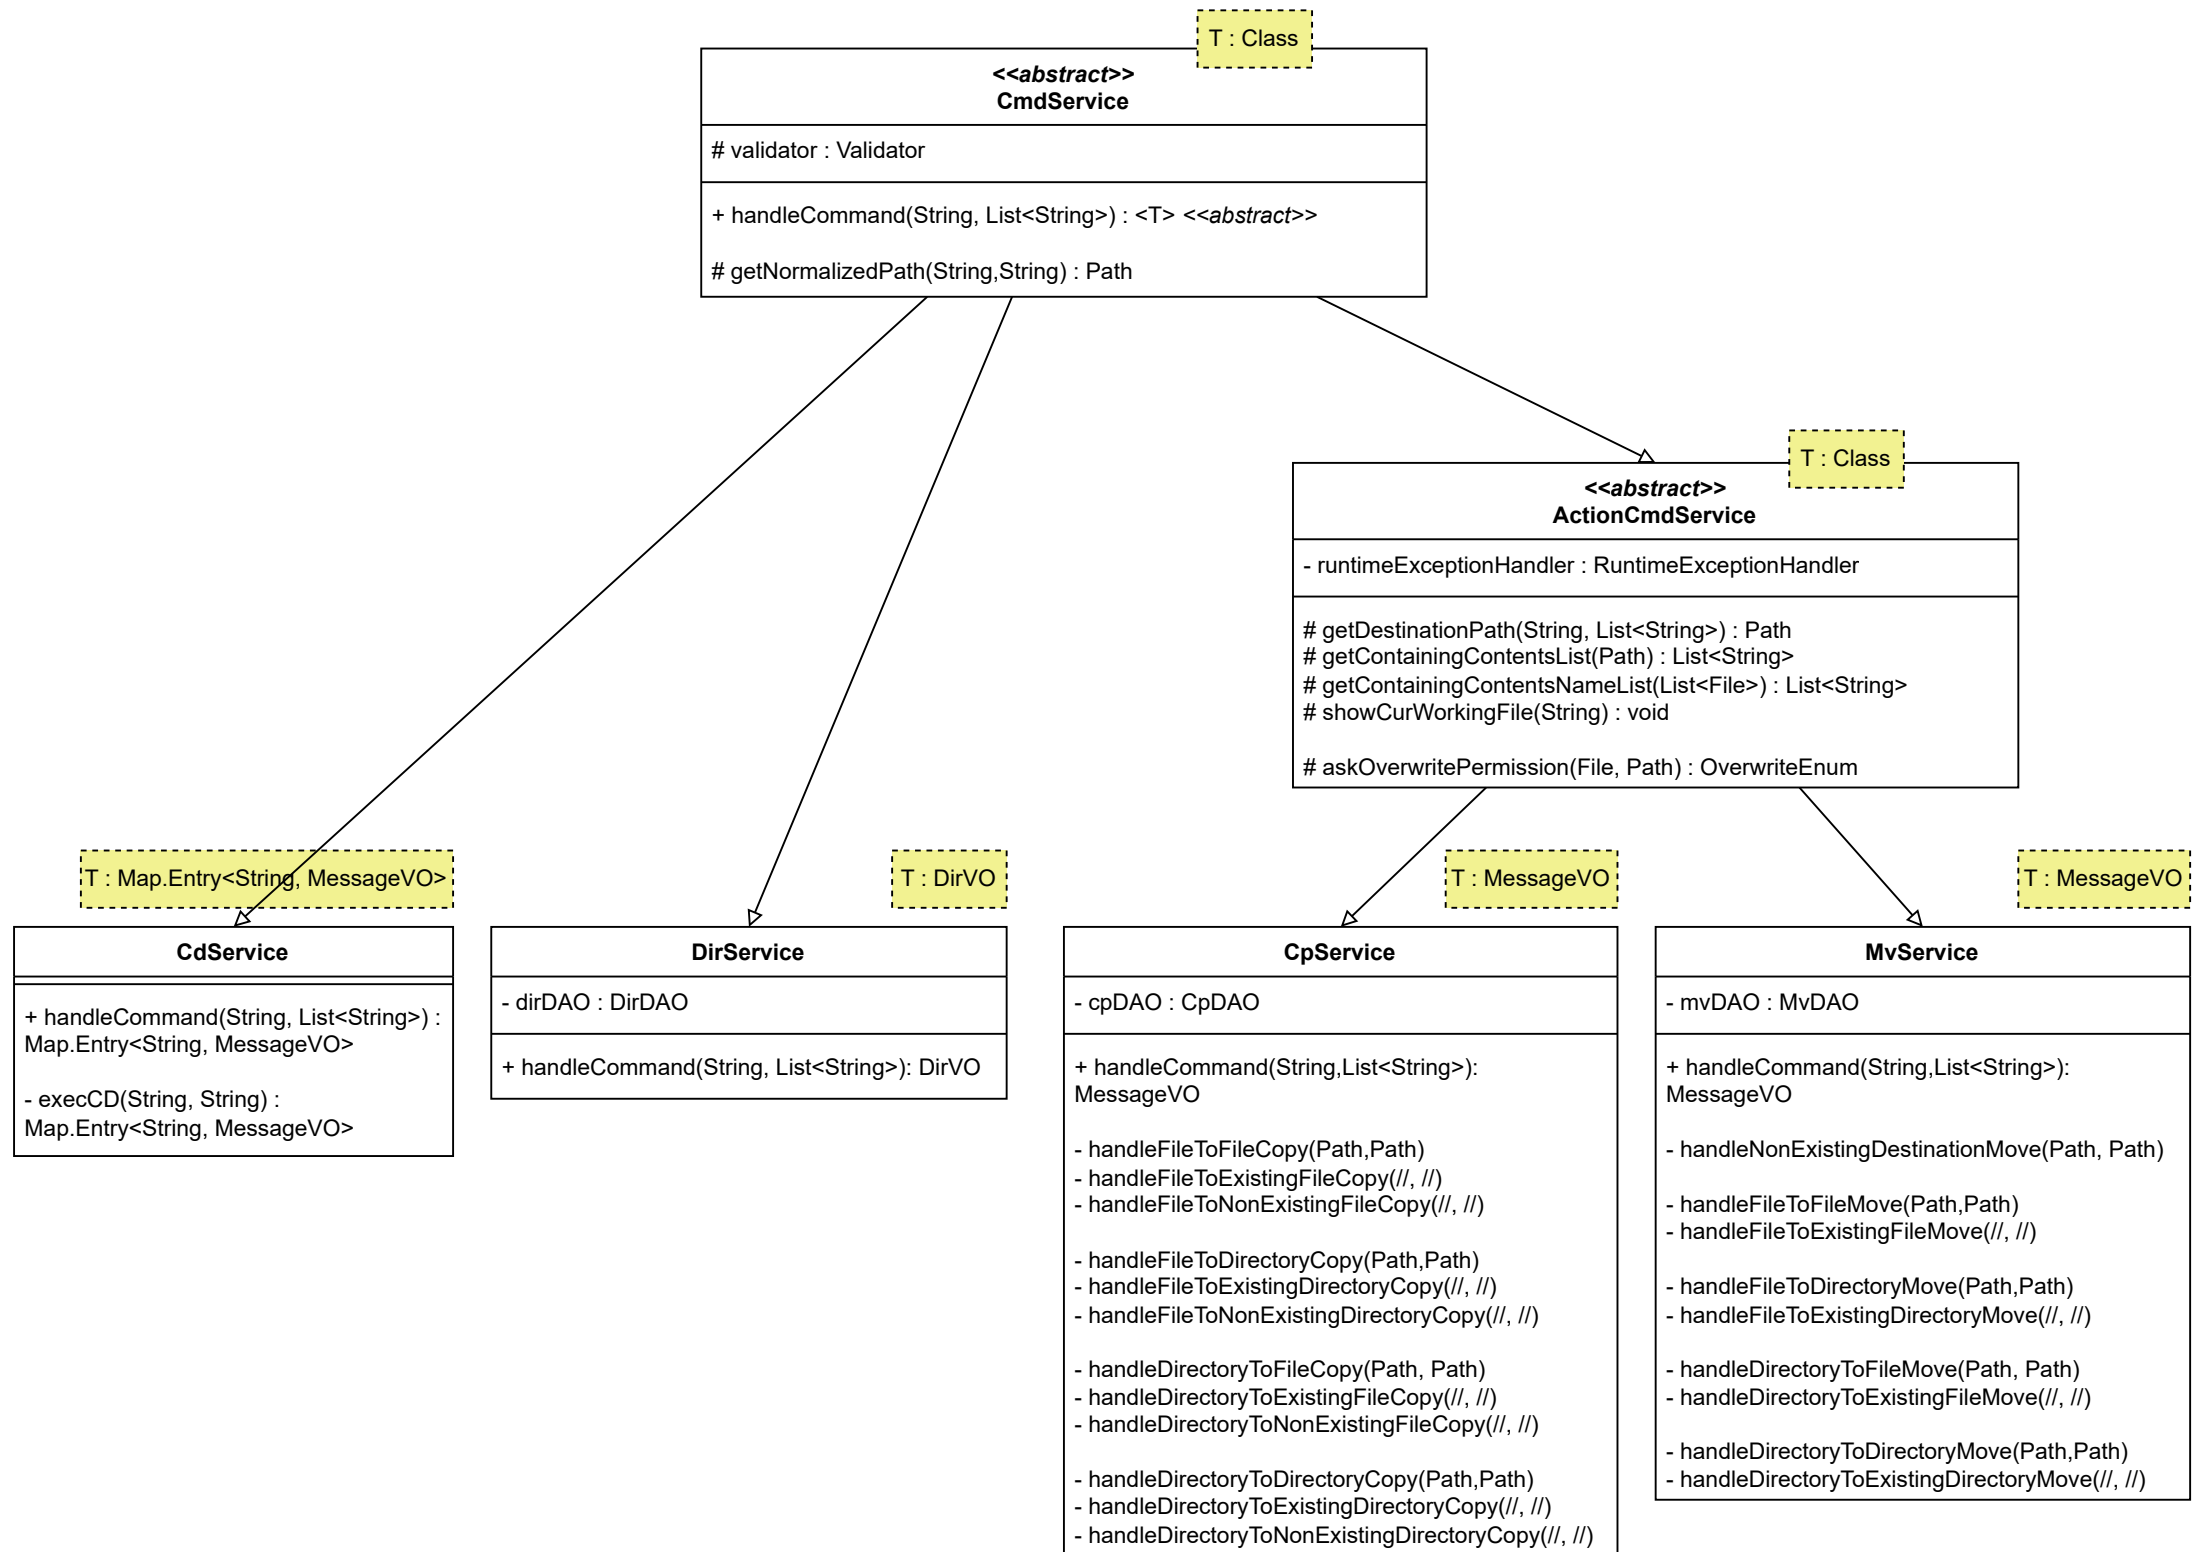 T : Class
<<abstract>>
CmdService
# validator : Validator
+ handleCommand(String, List<String>) : <T> <<abstract>>
# getNormalizedPath(String,String) : Path
T : Class
<<abstract>>
ActionCmdService
- runtimeExceptionHandler : RuntimeExceptionHandler
# getDestinationPath(String, List<String>) : Path
# getContainingContentsList(Path) : List<String>
# getContainingContentsNameList(List<File>) : List<String>
# showCurWorkingFile(String) : void
# askOverwritePermission(File, Path) : OverwriteEnum
T : Map.Entry<String, MessageVO>
CdService
+ handleCommand(String, List<String>) :
Map.Entry<String, MessageVO>
- execCD(String, String) :
Map.Entry<String, MessageVO>
T : DirVO
DirService
- dirDAO : DirDAO
+ handleCommand(String, List<String>): DirVO
T : MessageVO
CpService
- cpDAO : CpDAO
+ handleCommand(String,List<String>):
MessageVO
- handleFileToFileCopy(Path,Path)
- handleFileToExistingFileCopy(//, //)
- handleFileToNonExistingFileCopy(//, //)
- handleFileToDirectoryCopy(Path,Path)
- handleFileToExistingDirectoryCopy(//, //)
- handleFileToNonExistingDirectoryCopy(//, //)
- handleDirectoryToFileCopy(Path, Path)
- handleDirectoryToExistingFileCopy(//, //)
- handleDirectoryToNonExistingFileCopy(//, //)
- handleDirectoryToDirectoryCopy(Path,Path)
- handleDirectoryToExistingDirectoryCopy(//, //)
- handleDirectoryToNonExistingDirectoryCopy(//, //)
T : MessageVO
MvService
- mvDAO : MvDAO
+ handleCommand(String,List<String>):
MessageVO
- handleNonExistingDestinationMove(Path, Path)
- handleFileToFileMove(Path,Path)
- handleFileToExistingFileMove(//, //)
- handleFileToDirectoryMove(Path,Path)
- handleFileToExistingDirectoryMove(//, //)
- handleDirectoryToFileMove(Path, Path)
- handleDirectoryToExistingFileMove(//, //)
- handleDirectoryToDirectoryMove(Path,Path)
- handleDirectoryToExistingDirectoryMove(//, //)